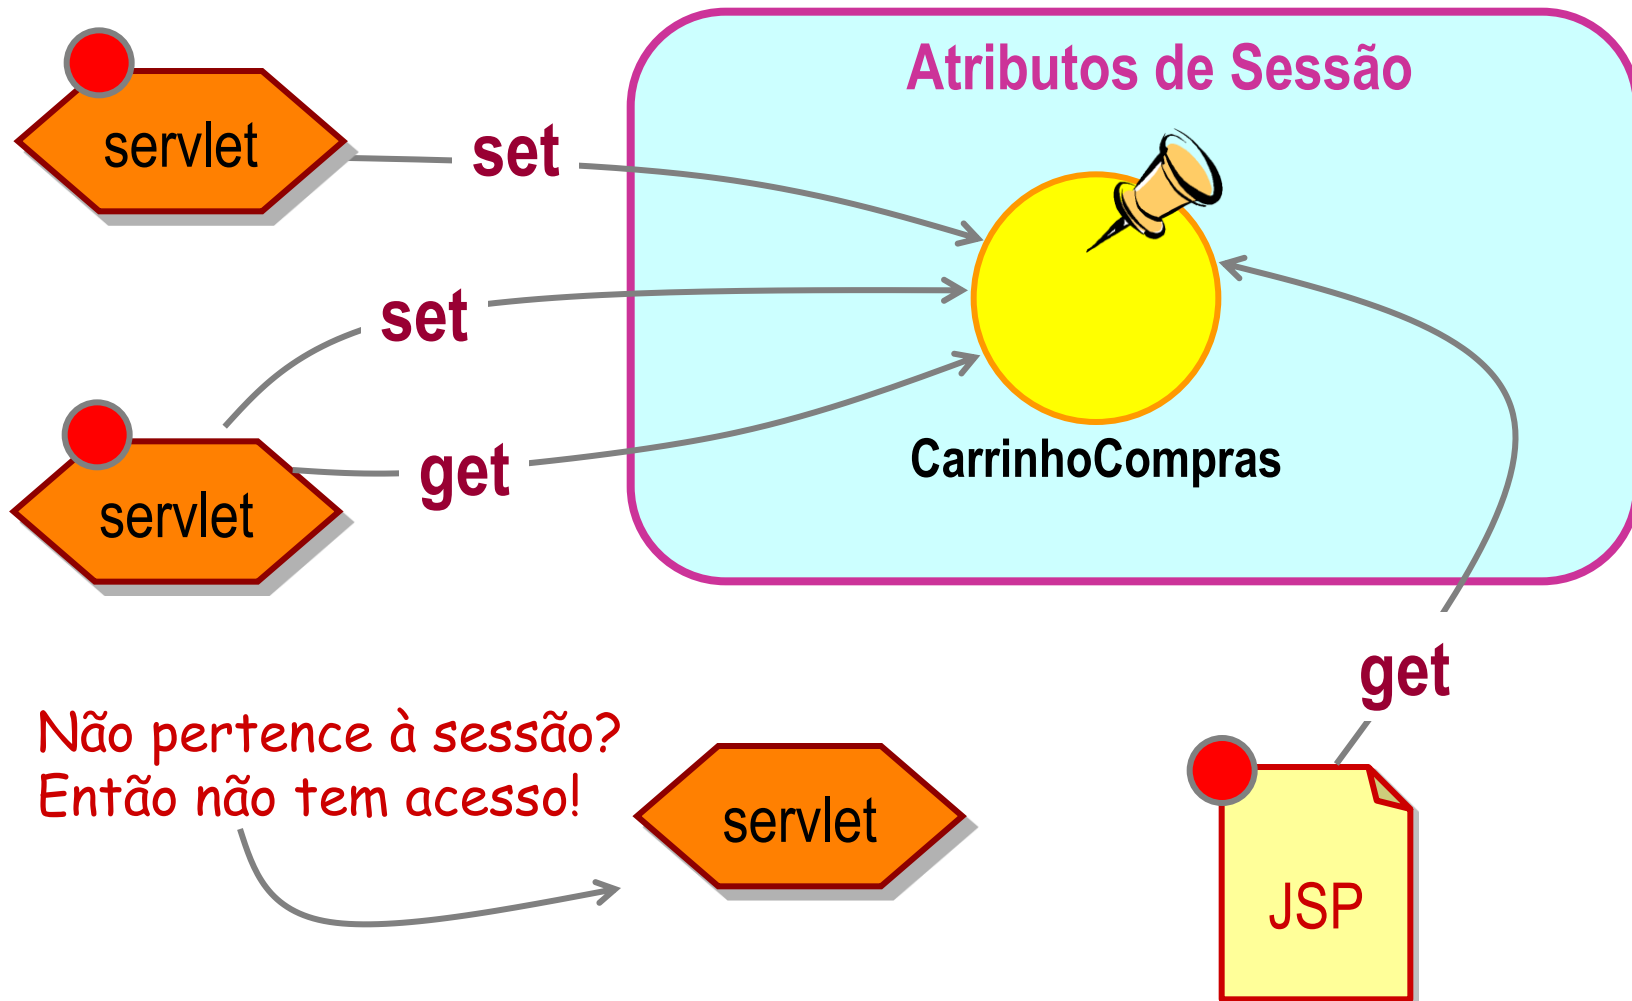 Atributos de Sessão
servlet
set
set
CarrinhoCompras
get
servlet
get
Não pertence à sessão?
Então não tem acesso!
servlet
JSP